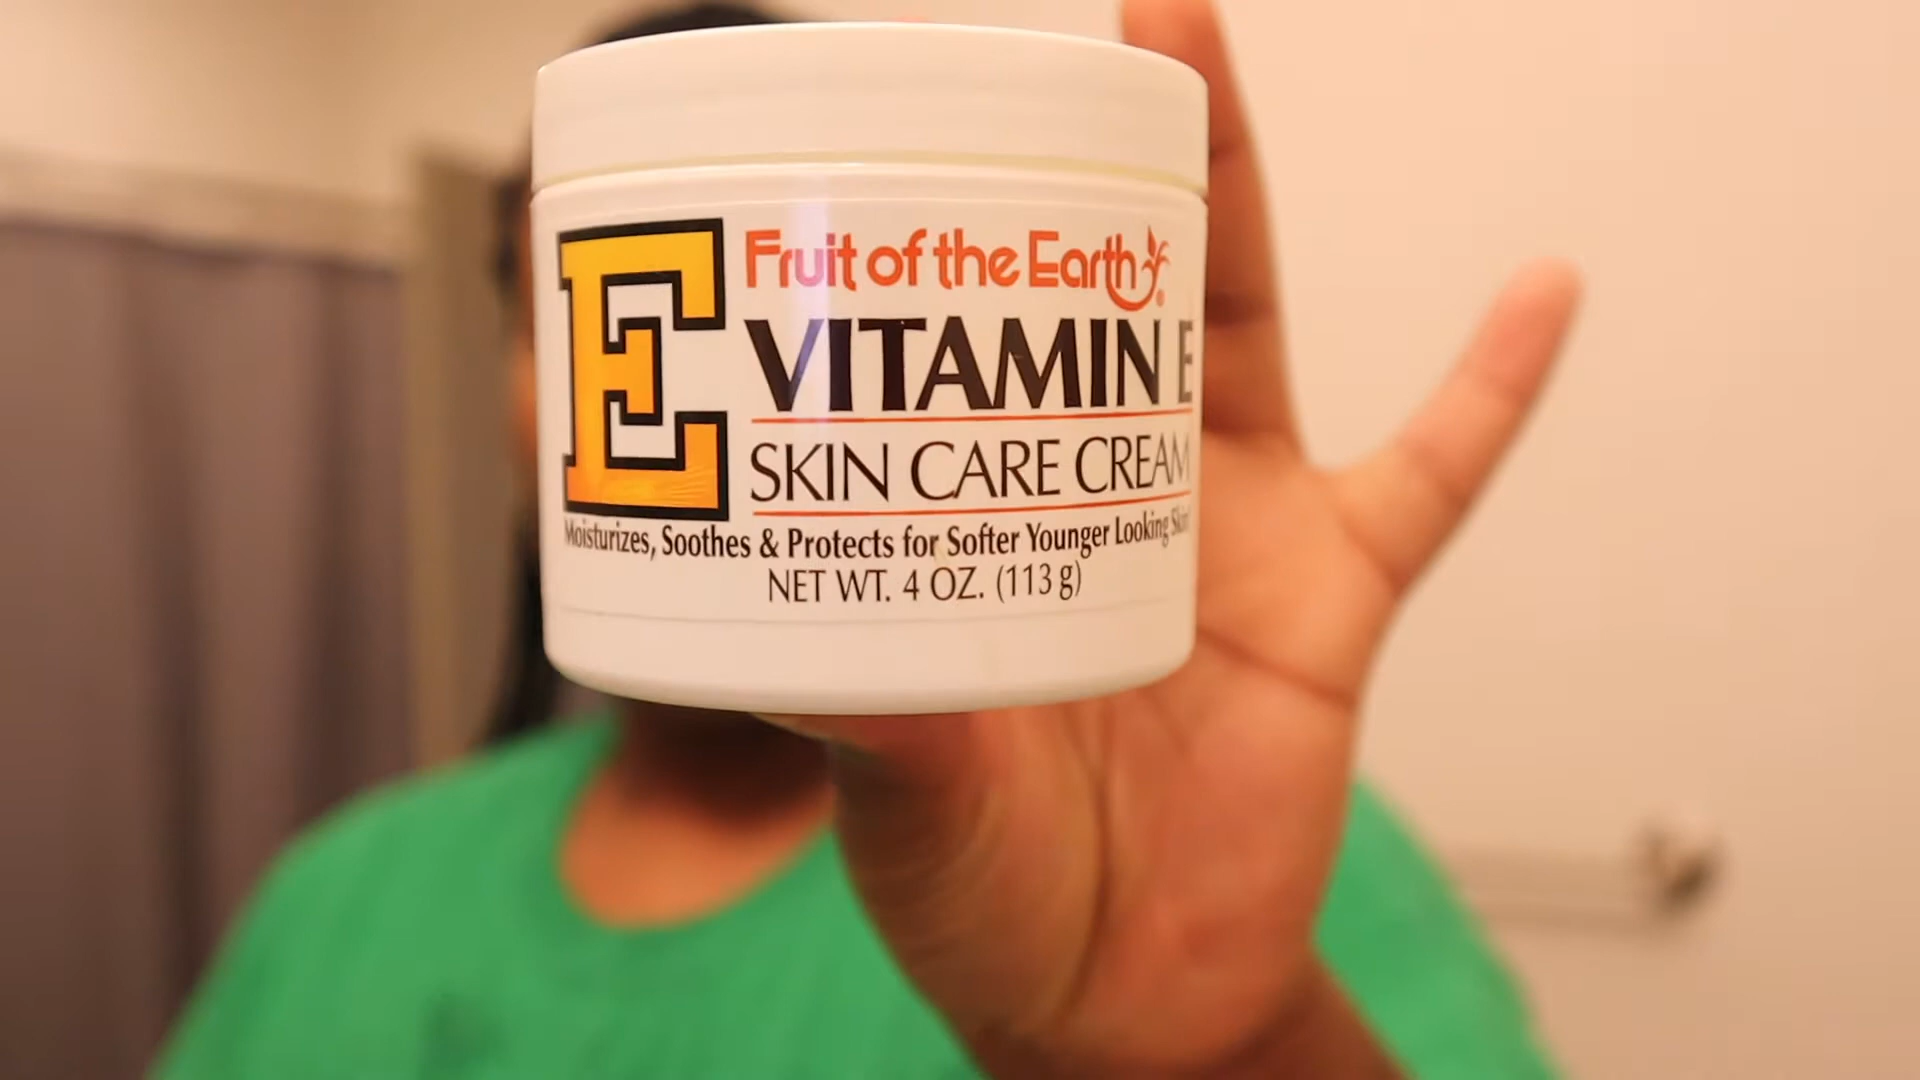 E
Fruit of the Earth®
VITAMIN E
SKIN CARE CREAM
Moisturizes, Soothes & Protects for Softer Younger Looking Skin!
NET WT. 4 OZ. (113 g)